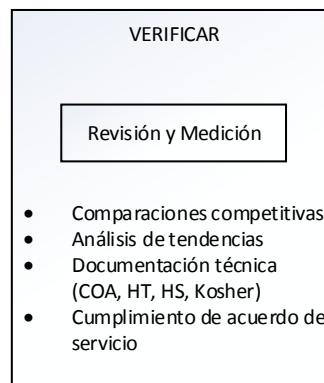 VERIFICAR
Revisión y Medición
• Comparaciones competitivas
• Análisis de tendencias
• Documentación técnica
(COA, HT, HS, Kosher)
• Cumplimiento de acuerdo de
servicio